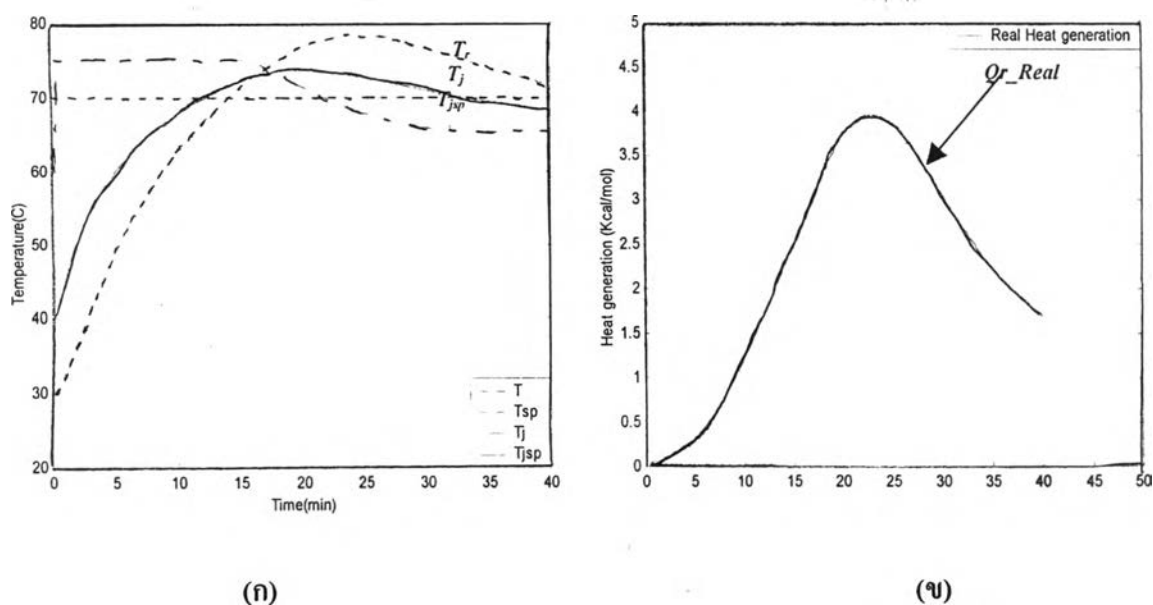 80
70
60
50
40
30
20
Temperature(C)
0
5
10
15
20
25
30
35
40
Time(min)
T_r
T_j
T_jsp
T
Tsp
Tj
Tjsp
(ก)
5
4.5
4
3.5
3
2.5
2
1.5
1
0.5
0
Heat generation (Kcal/mol)
0
5
10
15
20
25
30
35
40
45
50
Real Heat generation
Qr_Real
(ข)